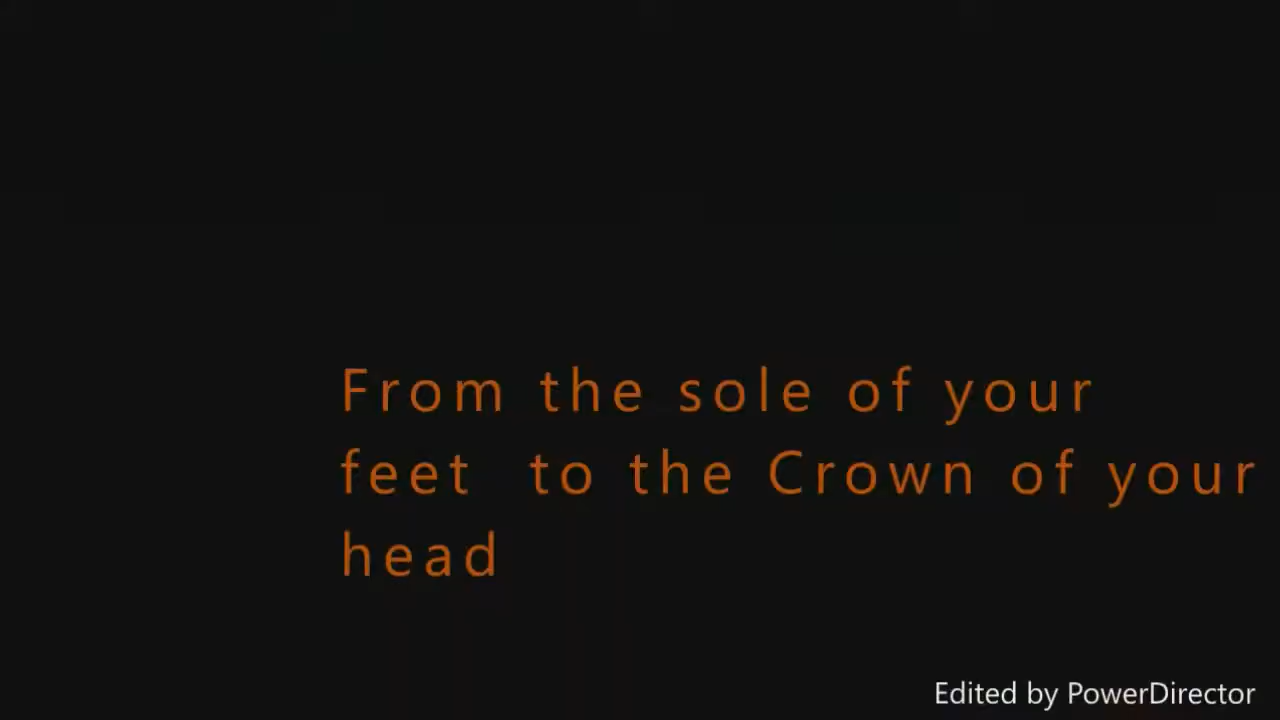 From the sole of your
feet  to the Crown of your
head
Edited by PowerDirector